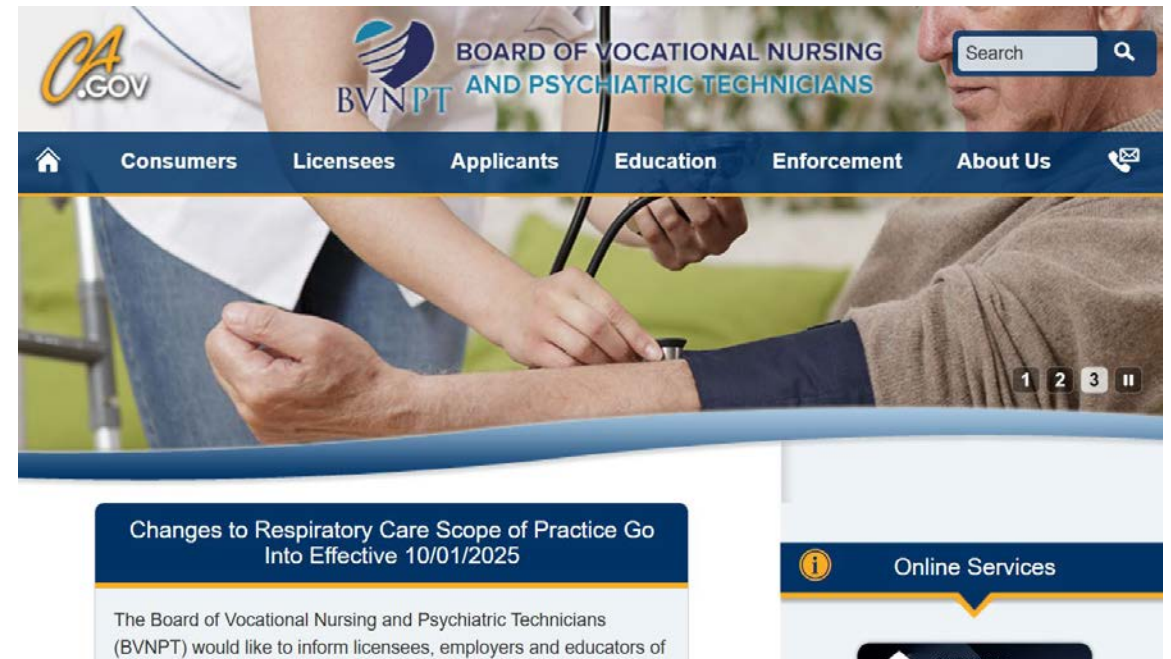 CA.GOV
BVNPT
BOARD OF VOCATIONAL NURSING
AND PSYCHIATRIC TECHNICIANS
Search
Consumers Licensees Applicants Education Enforcement About Us
1 2 3
Changes to Respiratory Care Scope of Practice Go
Into Effective 10/01/2025
The Board of Vocational Nursing and Psychiatric Technicians
(BVNPT) would like to inform licensees, employers and educators of
i
Online Services